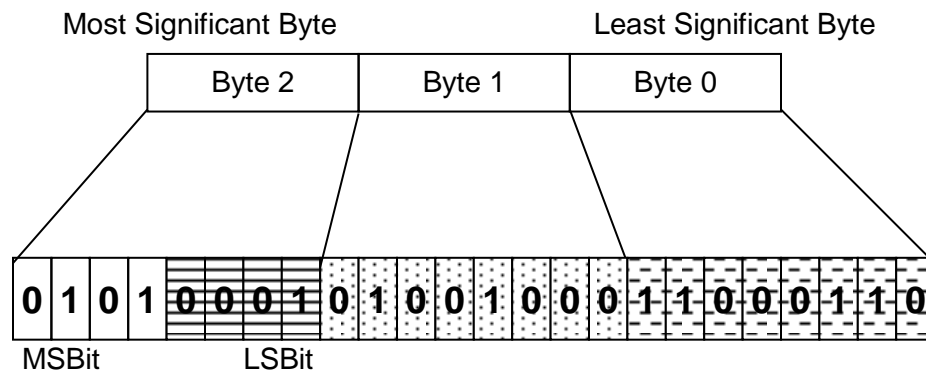 Most Significant Byte Least Significant Byte
Byte 2 Byte 1 Byte 0
0 1 0 1 0 0 0 1 0 1 0 0 1 0 0 0 1 1 0 0 0 1 1 0
MSBit LSBit